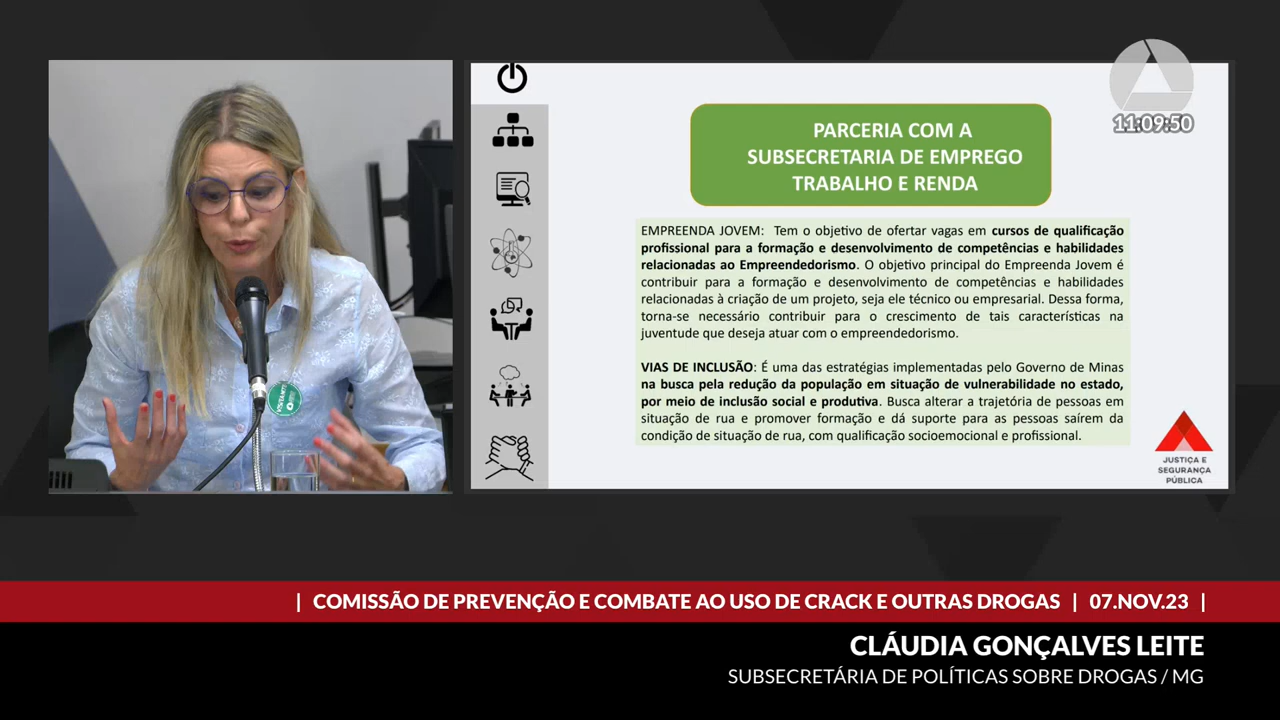 11:09:50
PARCERIA COM A
SUBSECRETARIA DE EMPREGO
TRABALHO E RENDA
EMPREENDA JOVEM: Tem o objetivo de ofertar vagas em cursos de qualificação
profissional para a formação e desenvolvimento de competências e habilidades
relacionadas ao Empreendedorismo. O objetivo principal do Empreenda Jovem é
contribuir para a formação e desenvolvimento de competências e habilidades
relacionadas à criação de um projeto, seja ele técnico ou empresarial. Dessa forma,
torna-se necessário contribuir para o crescimento de tais características na
juventude que deseja atuar com o empreendedorismo.
VIAS DE INCLUSÃO: É uma das estratégias implementadas pelo Governo de Minas
na busca pela redução da população em situação de vulnerabilidade no estado,
por meio de inclusão social e produtiva. Busca alterar a trajetória de pessoas em
situação de rua e promover formação e dá suporte para as pessoas saírem da
condição de situação de rua, com qualificação socioemocional e profissional.
JUSTIÇA E
SEGURANÇA
PÚBLICA
VISITANTE
| COMISSÃO DE PREVENÇÃO E COMBATE AO USO DE CRACK E OUTRAS DROGAS | 07.NOV.23 |
CLÁUDIA GONÇALVES LEITE
SUBSECRETÁRIA DE POLÍTICAS SOBRE DROGAS / MG